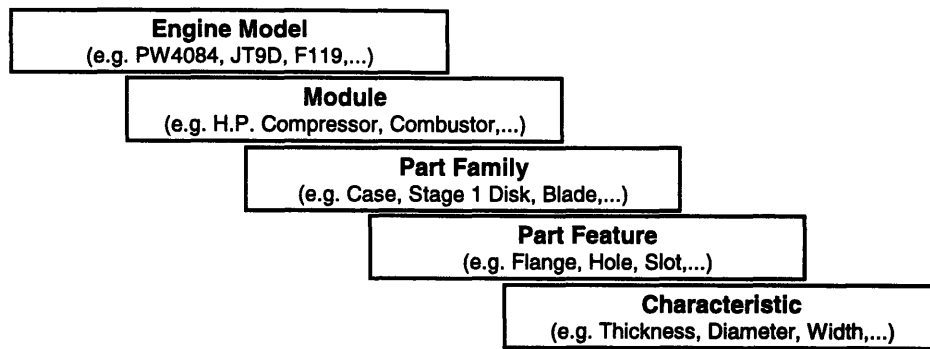 Engine Model
(e.g. PW4084, JT9D, F119,...)
Module
(e.g. H.P. Compressor, Combustor,...)
Part Family
(e.g. Case, Stage 1 Disk, Blade,...)
Part Feature
(e.g. Flange, Hole, Slot,...)
Characteristic
(e.g. Thickness, Diameter, Width,...)